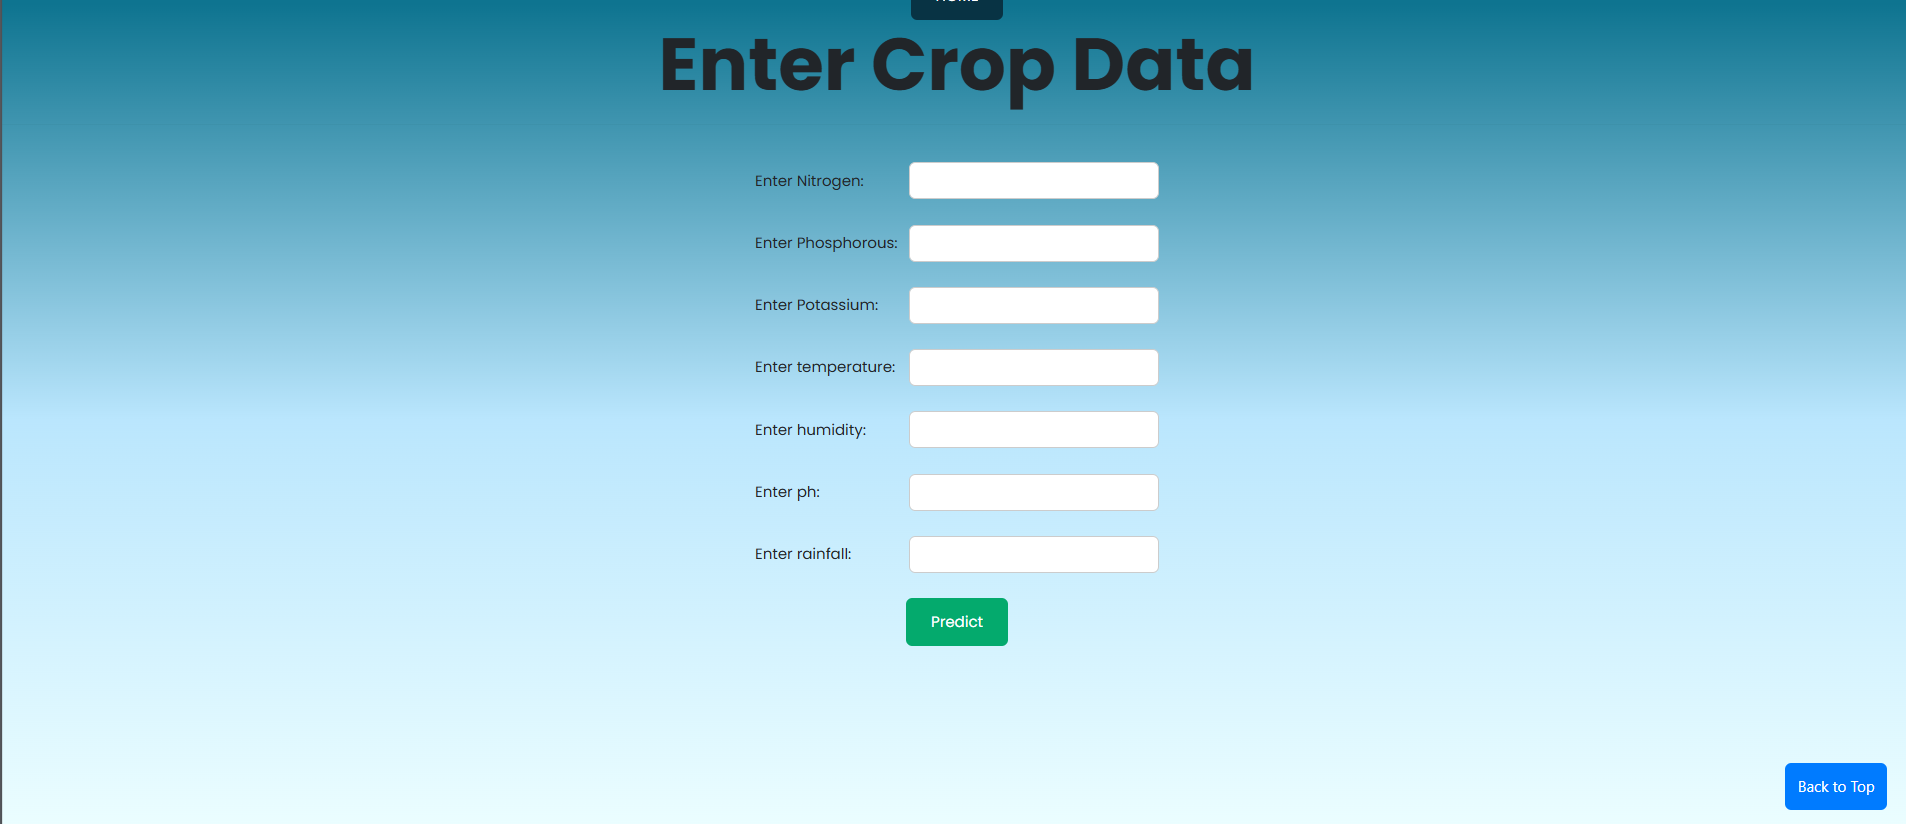 HOME
Enter Crop Data
Enter Nitrogen:
Enter Phosphorous:
Enter Potassium:
Enter temperature:
Enter humidity:
Enter ph:
Enter rainfall:
Predict
Back to Top